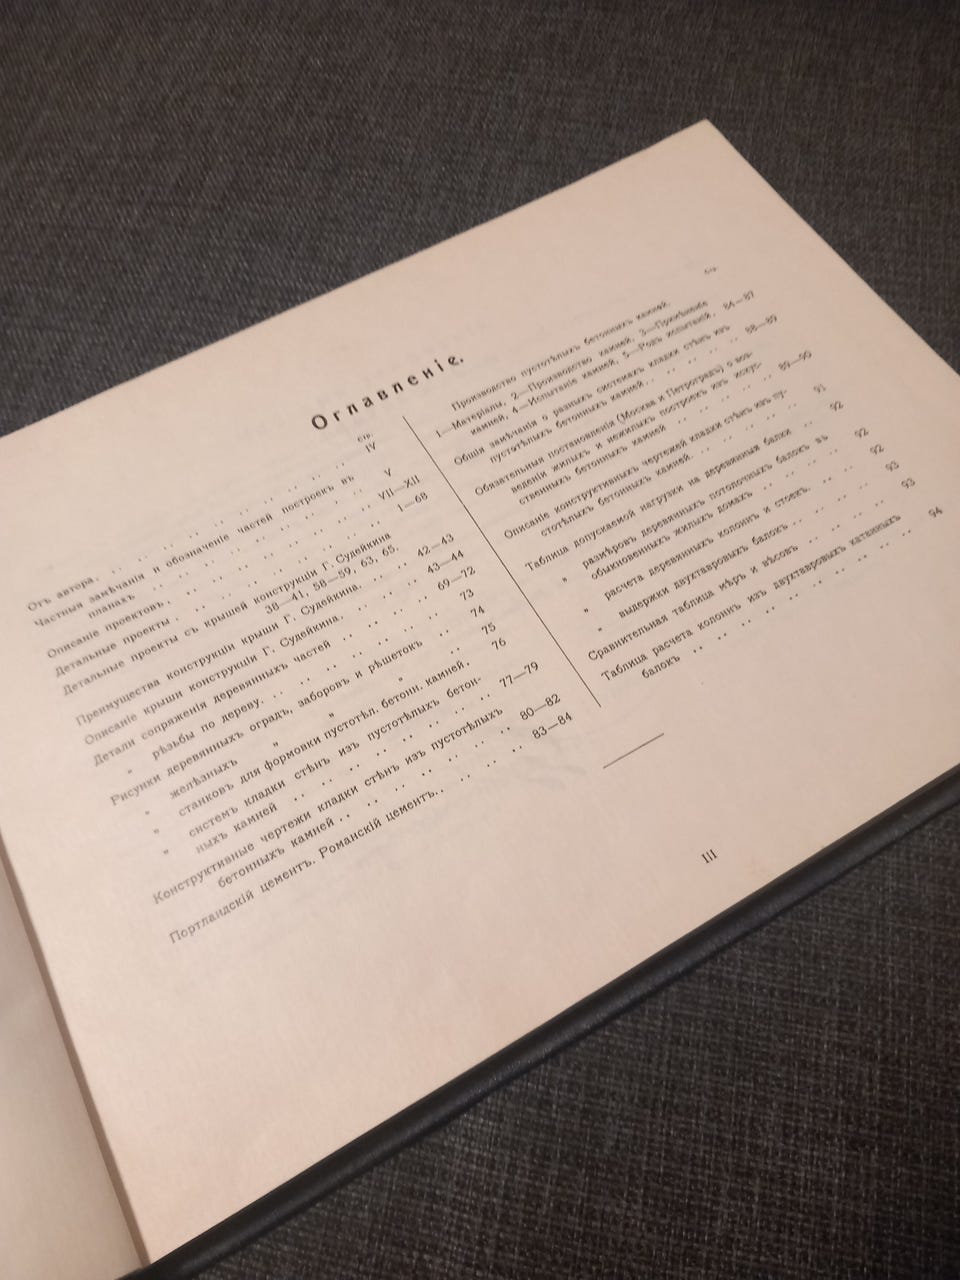 Оглавленіе.
стр.
Отъ автора. . . . . . . . . . . IV
Частныя замѣчанія и обозначеніе частей построекъ въ
планахъ . . . . . . . . . . V
Описаніе проектовъ. . . . . . . . . VII—XII
Детальные проекты . . . . . . . . . 1—68
Детальные проекты съ крышей конструкціи Г. Судейкина
38—41, 58—59, 63, 65.
Преимущества конструкціи крыши Г. Судейкина. . . . 42—43
Описаніе крыши конструкціи Г. Судейкина. . . . . 43—44
Детали сопряженія деревянныхъ частей . . . . . 69—72
„ рѣзьбы по дереву. . . . . . . . . 73
Рисунки деревянныхъ оградъ, заборовъ и рѣшетокъ . . 74
„ желѣзныхъ „ „ „ . . 75
„ станковъ для формовки пустотѣл. бетонн. камней. 76
„ системъ кладки стѣнъ изъ пустотѣлыхъ бетон-
ныхъ камней . . . . . . . . . 77—79
Конструктивные чертежи кладки стѣнъ изъ пустотѣлыхъ
бетонныхъ камней . . . . . . . . 80—82
Портландскій цементъ. Романскій цементъ. . . . . 83—84
стр.
Производство пустотѣлыхъ бетонныхъ камней.
1—Матеріалы, 2—Производство камней, 3—Примѣненіе
камней, 4—Испытаніе камней, 5—Родъ испытаній. 84—87
Общія замѣчанія о разныхъ системахъ кладки стѣнъ изъ
пустотѣлыхъ бетонныхъ камней. . . . . . 88—89
Обязательныя постановленія (Москва и Петроградъ) о воз-
веденіи жилыхъ и нежилыхъ построекъ изъ искус-
ственныхъ бетонныхъ камней . . . . . . 89—90
Описаніе конструктивныхъ чертежей кладки стѣнъ изъ пу-
стотѣлыхъ бетонныхъ камней. . . . . . . 91
Таблица допускаемой нагрузки на деревянныя балки . . 92
„ размѣровъ деревянныхъ потолочныхъ балокъ въ
обыкновенныхъ жилыхъ домахъ . . . . . 92
„ расчета деревянныхъ колоннъ и стоекъ. . . . 92
„ выдержки двухтавровыхъ балокъ . . . . . 93
Сравнительная таблица мѣръ и вѣсовъ . . . . . 93
Таблица расчета колоннъ изъ двухтавровыхъ катанныхъ
балокъ . . . . . . . . . . 94
III